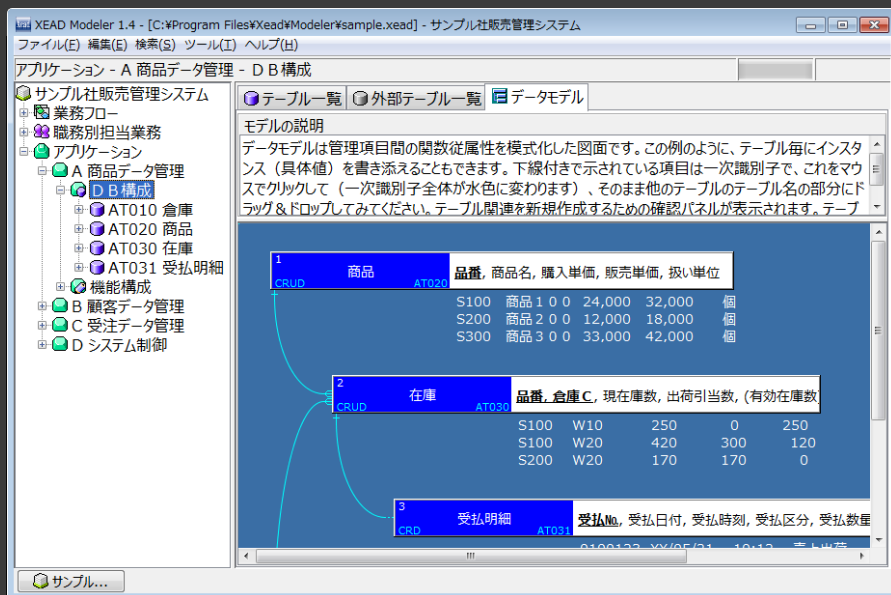 XEAD Modeler 1.4 - [C:¥Program Files¥Xead¥Modeler¥sample.xead] - サンプル社販売管理システム
ファイル(F) 編集(E) 検索(S) ツール(T) ヘルプ(H)
アプリケーション - A 商品データ管理 - ＤＢ構成
サンプル社販売管理システム
業務フロー
職務別担当業務
アプリケーション
A 商品データ管理
ＤＢ構成
AT010 倉庫
AT020 商品
AT030 在庫
AT031 受払明細
機能構成
B 顧客データ管理
C 受注データ管理
D システム制御
テーブル一覧 外部テーブル一覧 データモデル
モデルの説明
データモデルは管理項目間の関数従属性を模式化した図面です。この例のように、テーブル毎にインスタ
ンス（具体値）を書き添えることもできます。下線付きで示されている項目は一次識別子で、これをマウ
スでクリックして（一次識別子全体が水色に変わります）、そのまま他のテーブルのテーブル名の部分にド
ラッグ＆ドロップしてみてください。テーブル関連を新規作成するための確認パネルが表示されます。テーブ
1 商品 CRUD AT020 品番, 商品名, 購入単価, 販売単価, 扱い単位
S100 商品１００ 24,000 32,000 個
S200 商品２００ 12,000 18,000 個
S300 商品３００ 33,000 42,000 個
2 在庫 CRUD AT030 品番, 倉庫Ｃ, 現在庫数, 出荷引当数, (有効在庫数)
S100 W10 250 0 250
S100 W20 420 300 120
S200 W20 170 170 0
3 受払明細 CRD AT031 受払№, 受払日付, 受払時刻, 受払区分, 受払数量
サンプル...